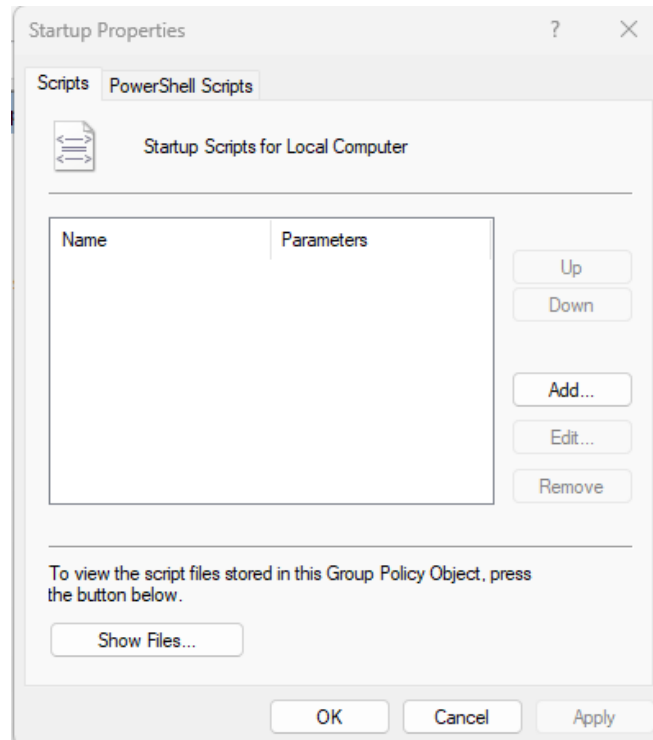 Startup Properties
Scripts PowerShell Scripts
Startup Scripts for Local Computer
Name Parameters
Up
Down
Add...
Edit...
Remove
To view the script files stored in this Group Policy Object, press
the button below.
Show Files...
OK Cancel Apply